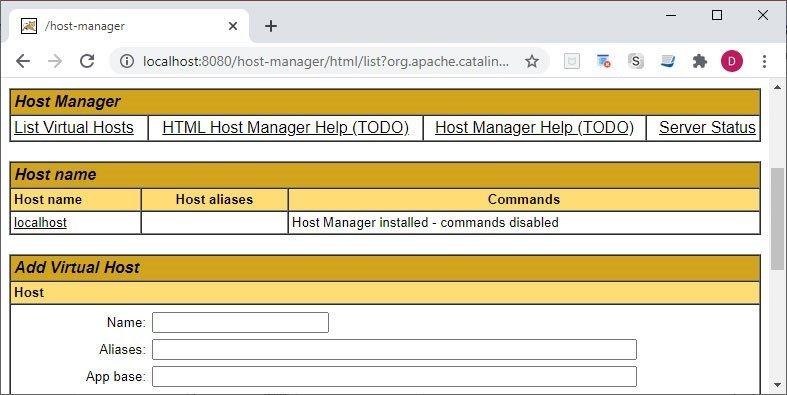 /host-manager
localhost:8080/host-manager/html/list?org.apache.catalin...
S
D
Host Manager
List Virtual Hosts HTML Host Manager Help (TODO) Host Manager Help (TODO) Server Status
Host name
Host name Host aliases Commands
localhost Host Manager installed - commands disabled
Add Virtual Host
Host
Name:
Aliases:
App base: